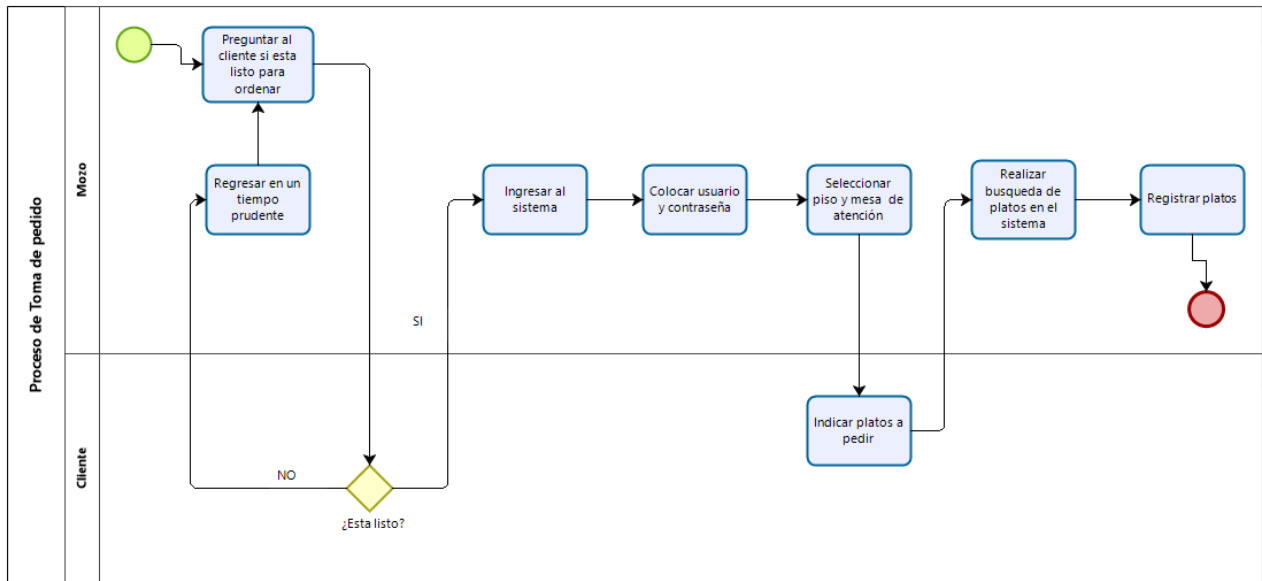 Proceso de Toma de pedido
Mozo
Preguntar al
cliente si esta
listo para
ordenar
Regresar en un
tiempo
prudente
Ingresar al
sistema
Colocar usuario
y contraseña
Seleccionar
piso y mesa de
atención
Realizar
busqueda de
platos en el
sistema
Registrar platos
SI
Cliente
Indicar platos a
pedir
NO
¿Esta listo?